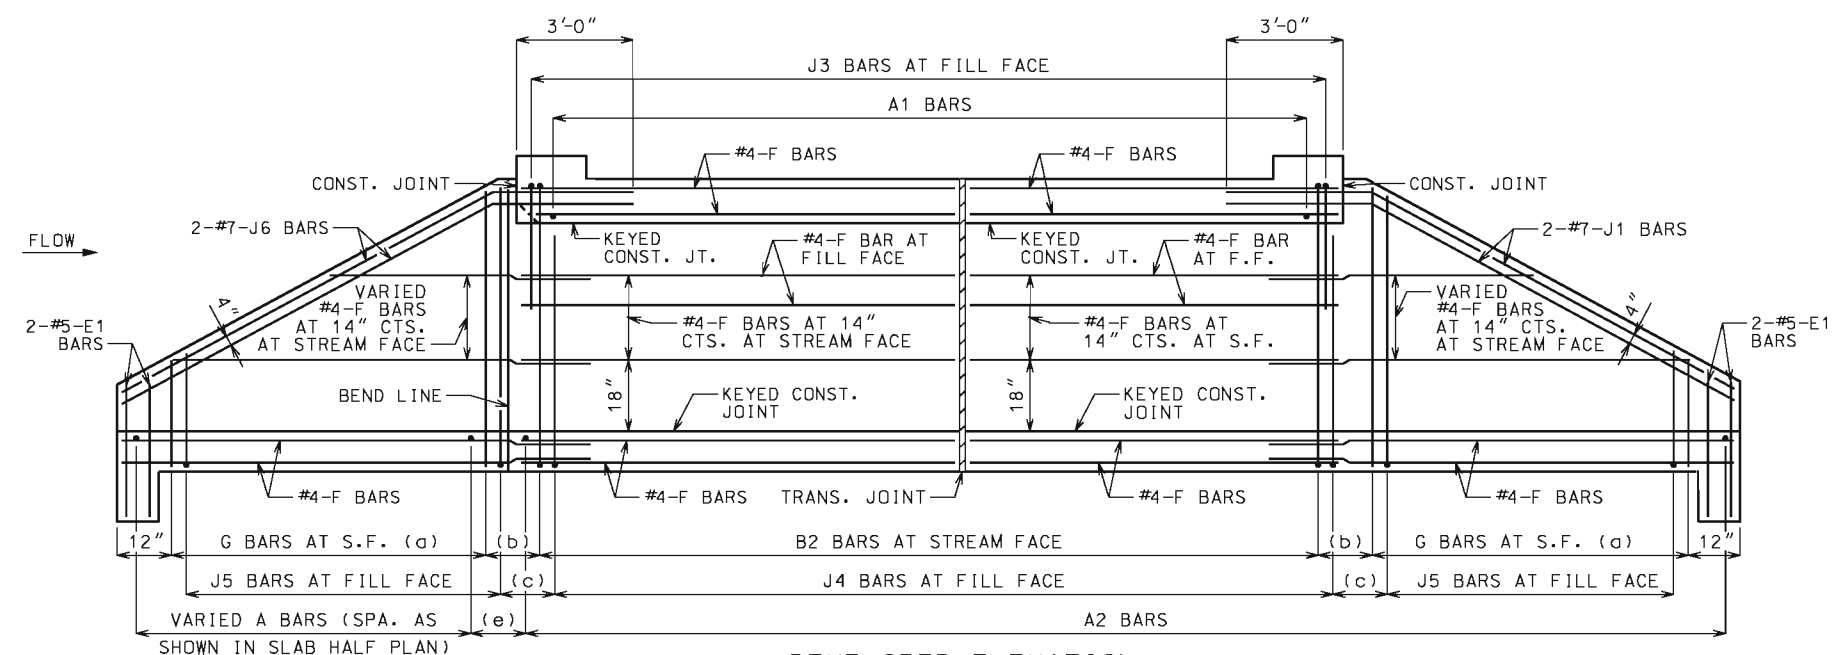 3'-0"
3'-0"
J3 BARS AT FILL FACE
A1 BARS
#4-F BARS
#4-F BARS
CONST. JOINT
CONST. JOINT
FLOW
2-#7-J6 BARS
KEYED
CONST. JT.
#4-F BAR AT
FILL FACE
KEYED
CONST. JT.
#4-F BAR
AT F.F.
2-#7-J1 BARS
4"
VARIED
#4-F BARS
AT 14" CTS.
AT STREAM FACE
#4-F BARS AT 14"
CTS. AT STREAM FACE
#4-F BARS AT
14" CTS. AT S.F.
VARIED
#4-F BARS
AT 14" CTS.
AT STREAM FACE
4"
2-#5-E1
BARS
2-#5-E1
BARS
BEND LINE
18"
KEYED CONST.
JOINT
18"
KEYED CONST.
JOINT
#4-F BARS
#4-F BARS
TRANS. JOINT
#4-F BARS
#4-F BARS
12"
G BARS AT S.F. (a)
(b)
B2 BARS AT STREAM FACE
(b)
G BARS AT S.F. (a)
12"
J5 BARS AT FILL FACE
(c)
J4 BARS AT FILL FACE
(c)
J5 BARS AT FILL FACE
VARIED A BARS (SPA. AS
SHOWN IN SLAB HALF PLAN)
(e)
A2 BARS